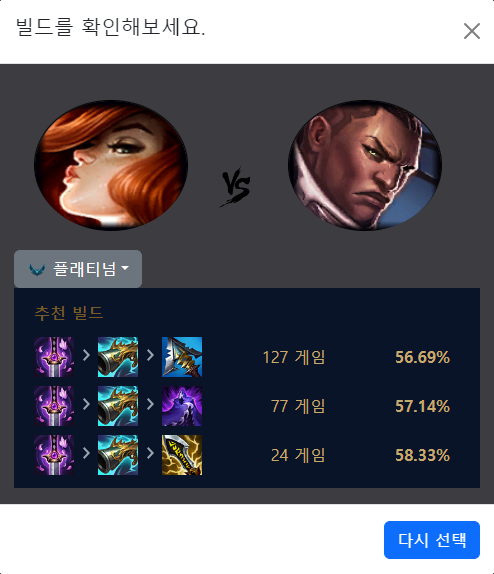 빌드를 확인해보세요.
VS
플래티넘
추천 빌드
127 게임 56.69%
77 게임 57.14%
24 게임 58.33%
다시 선택